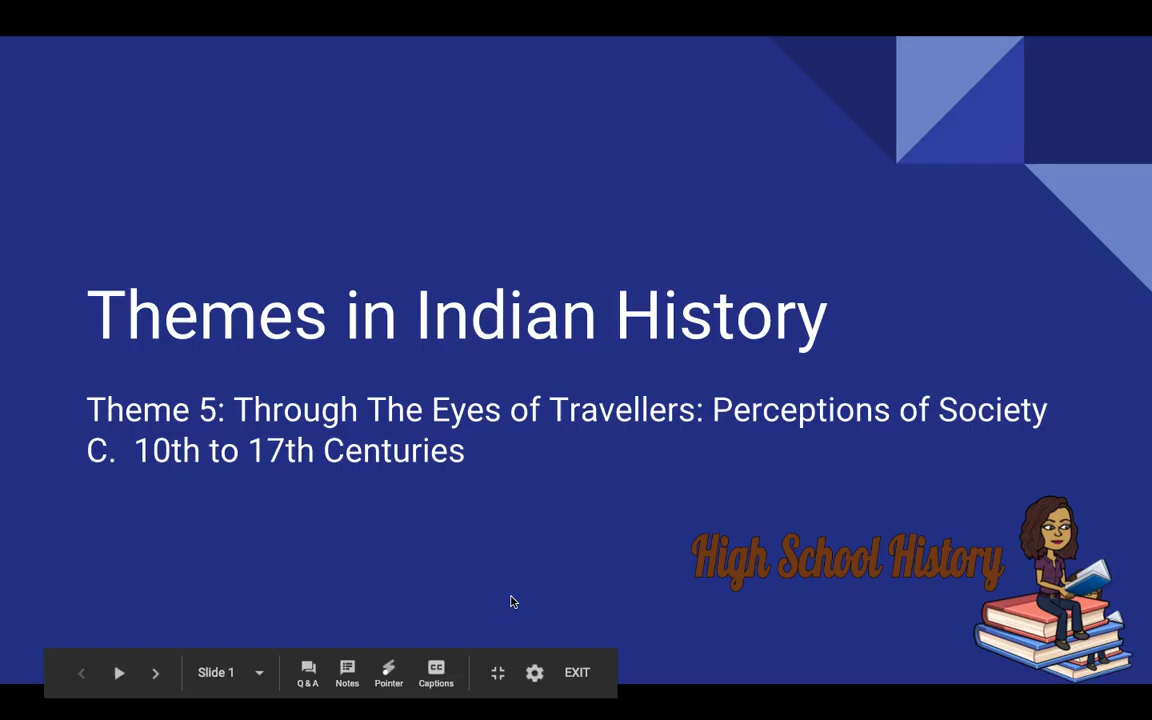 Themes in Indian History
Theme 5: Through The Eyes of Travellers: Perceptions of Society
C. 10th to 17th Centuries
High School History
Slide 1
Q & A
Notes
Pointer
CC
Captions
EXIT